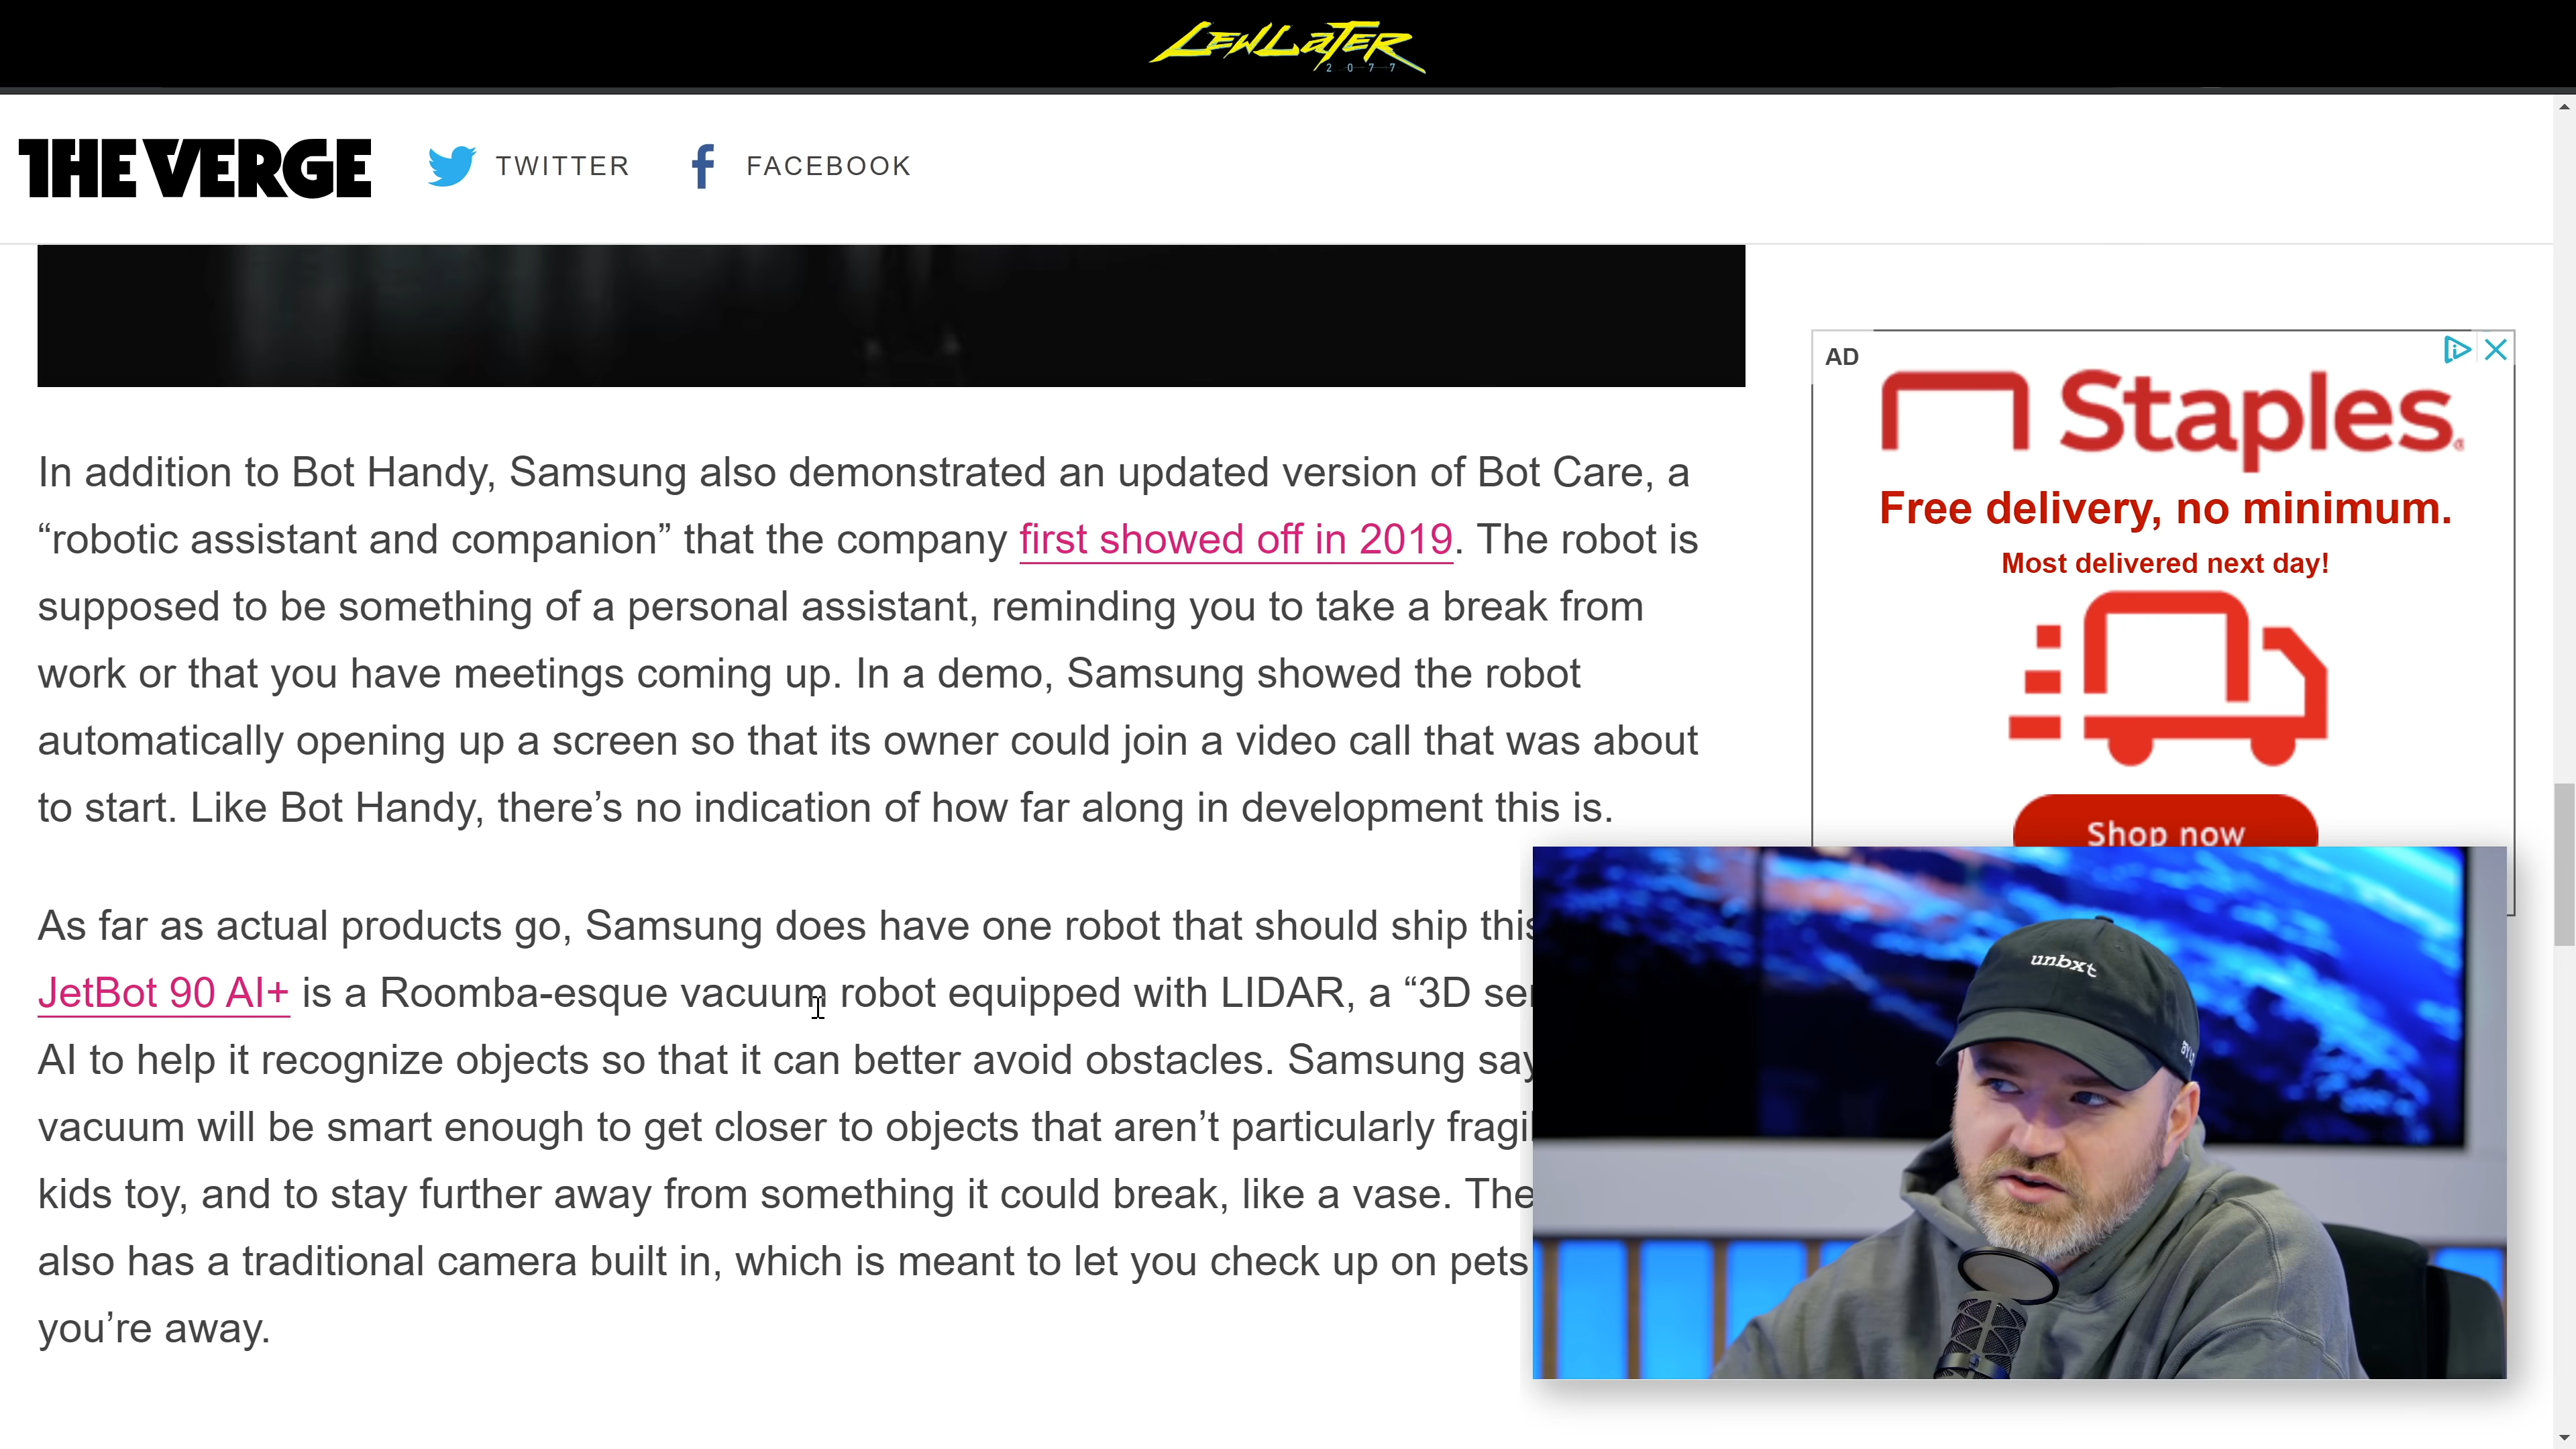 LEWLATER
2077
THE VERGE
TWITTER
FACEBOOK
In addition to Bot Handy, Samsung also demonstrated an updated version of Bot Care, a
“robotic assistant and companion” that the company first showed off in 2019. The robot is
supposed to be something of a personal assistant, reminding you to take a break from
work or that you have meetings coming up. In a demo, Samsung showed the robot
automatically opening up a screen so that its owner could join a video call that was about
to start. Like Bot Handy, there’s no indication of how far along in development this is.
As far as actual products go, Samsung does have one robot that should ship this
JetBot 90 AI+ is a Roomba-esque vacuum robot equipped with LIDAR, a “3D
AI to help it recognize objects so that it can better avoid obstacles. Samsung
vacuum will be smart enough to get closer to objects that aren’t particularly
kids toy, and to stay further away from something it could break, like a vase. The
also has a traditional camera built in, which is meant to let you check up on pets
you’re away.
AD
Staples
Free delivery, no minimum.
Most delivered next day!
Shop now
unbxt